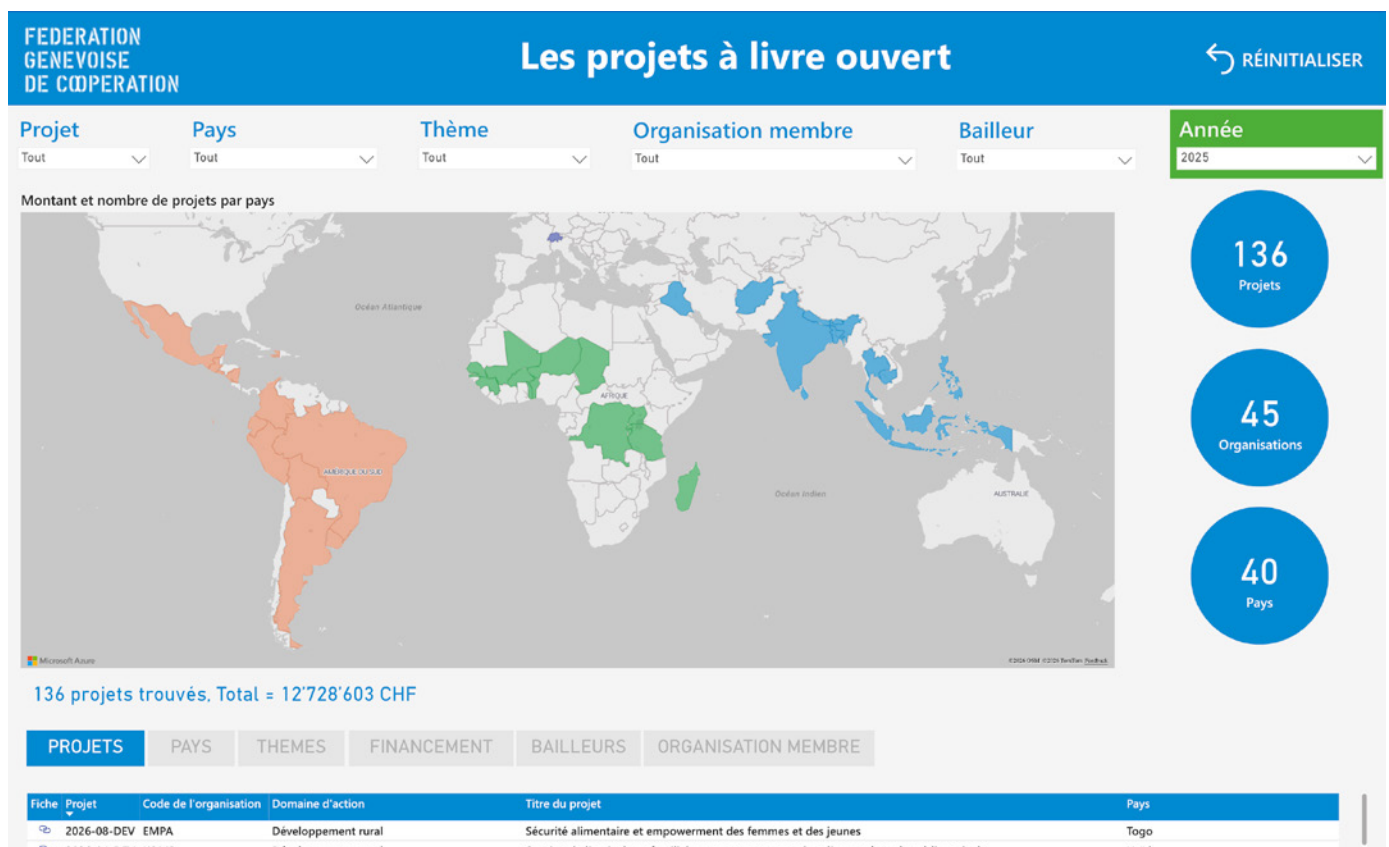 FEDERATION
GENEVOISE
DE COOPERATION
Les projets à livre ouvert
RÉINITIALISER
Projet
Pays
Thème
Organisation membre
Bailleur
Année
Tout
Tout
Tout
Tout
Tout
2025
Montant et nombre de projets par pays
136
Projets
Océan Atlantique
AFRIQUE
45
Organisations
AMÉRIQUE DU SUD
Océan Indien
AUSTRALIE
40
Pays
Microsoft Azure
Feedback
136 projets trouvés, Total = 12'728'603 CHF
PROJETS
PAYS
THEMES
FINANCEMENT
BAILLEURS
ORGANISATION MEMBRE
Fiche Projet Code de l'organisation Domaine d'action Titre du projet Pays
2026-08-DEV EMPA Développement rural Sécurité alimentaire et empowerment des femmes et des jeunes Togo